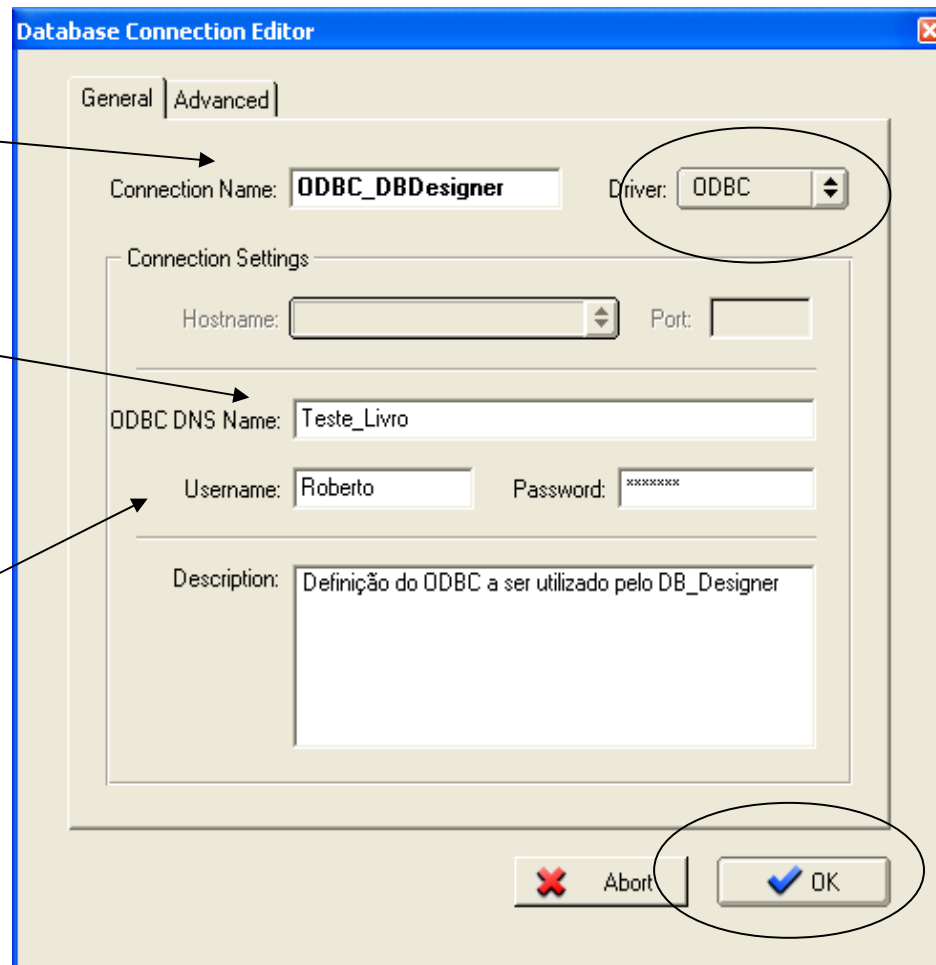 Database Connection Editor
General Advanced
Connection Name: ODBC_DBDesigner Driver: ODBC
Connection Settings
Hostname: Port:
ODBC DNS Name: Teste_Livro
Username: Roberto Password: *******
Description: Definição do ODBC a ser utilizado pelo DB_Designer
Abort OK